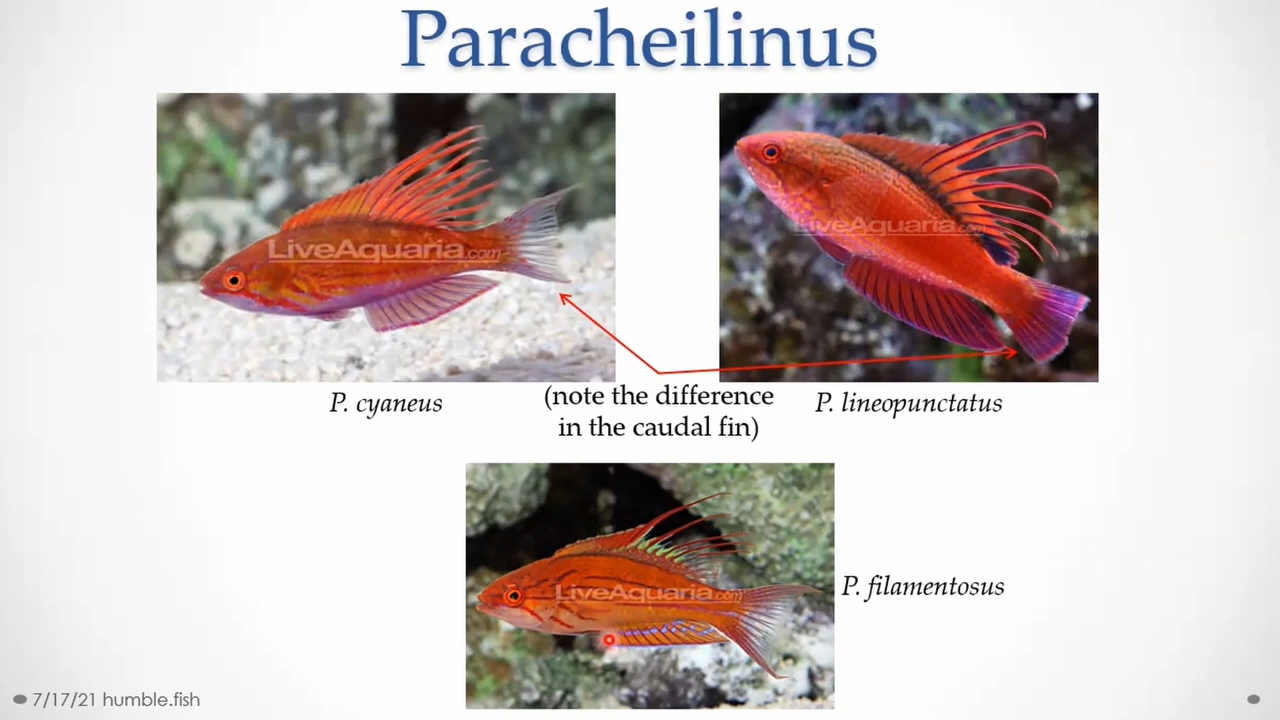 Paracheilinus
LiveAquaria.com
LiveAquaria.com
P. cyaneus
(note the difference
in the caudal fin)
P. lineopunctatus
LiveAquaria.com
P. filamentosus
7/17/21 humble.fish